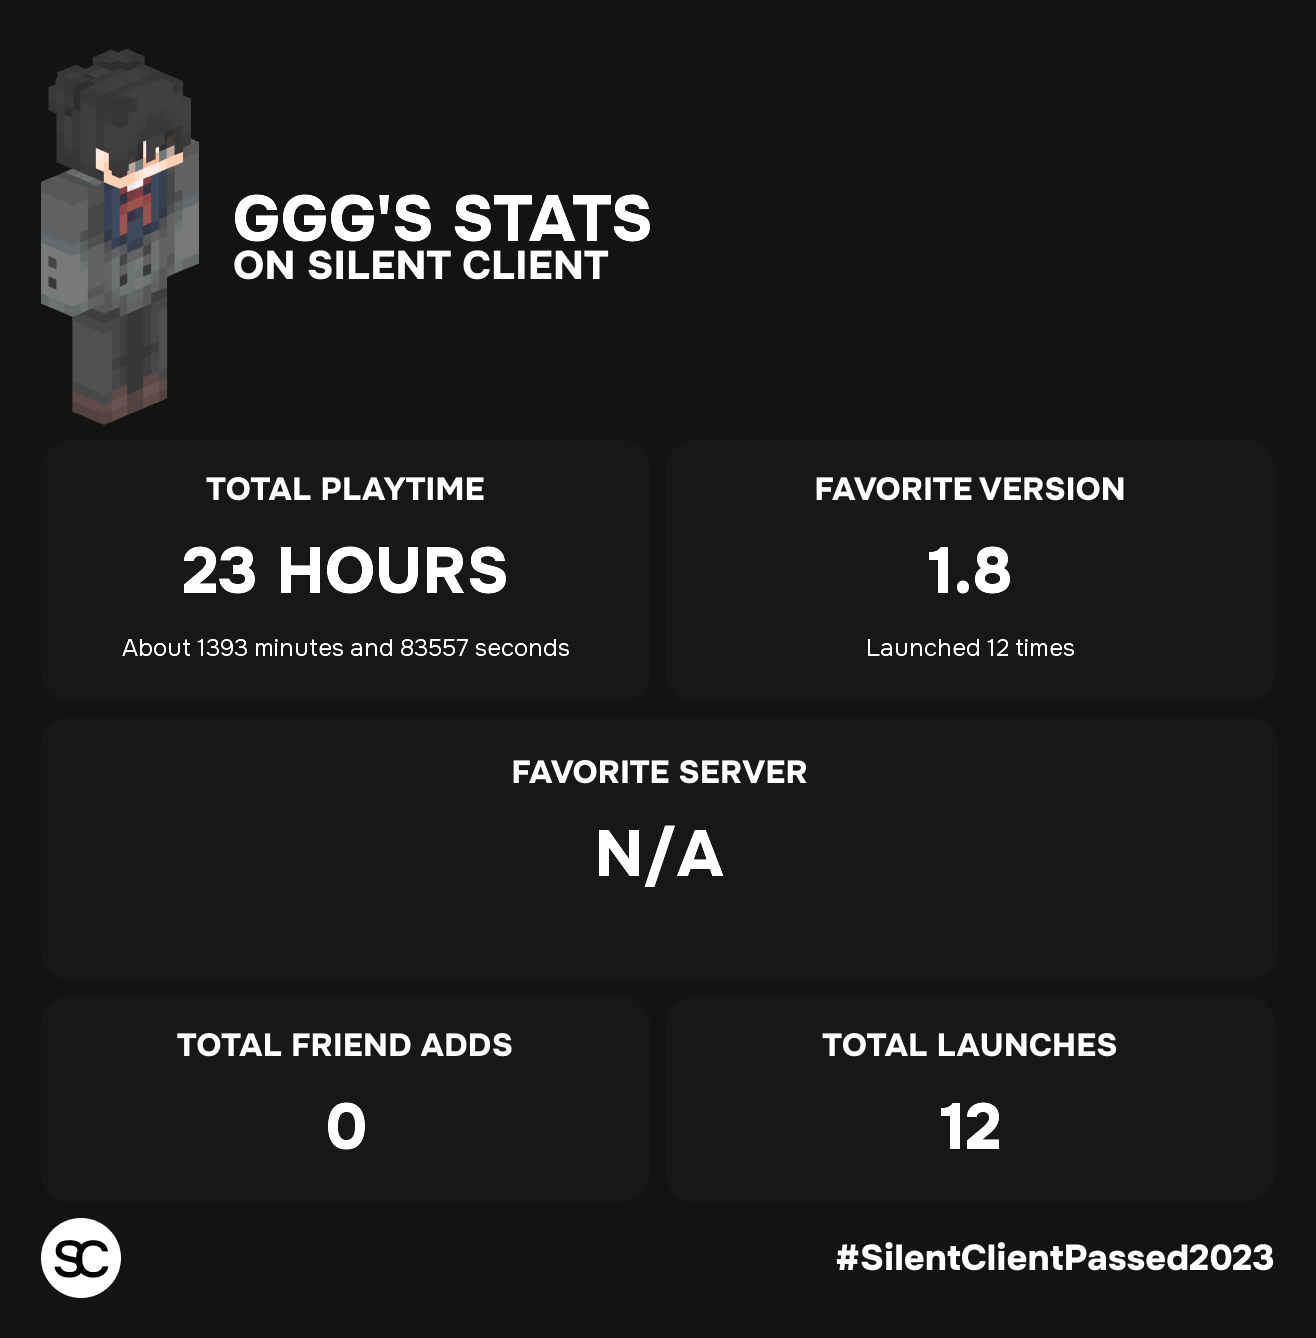 GGG'S STATS
ON SILENT CLIENT
TOTAL PLAYTIME
23 HOURS
About 1393 minutes and 83557 seconds
FAVORITE VERSION
1.8
Launched 12 times
FAVORITE SERVER
N/A
TOTAL FRIEND ADDS
0
TOTAL LAUNCHES
12
SC
#SilentClientPassed2023